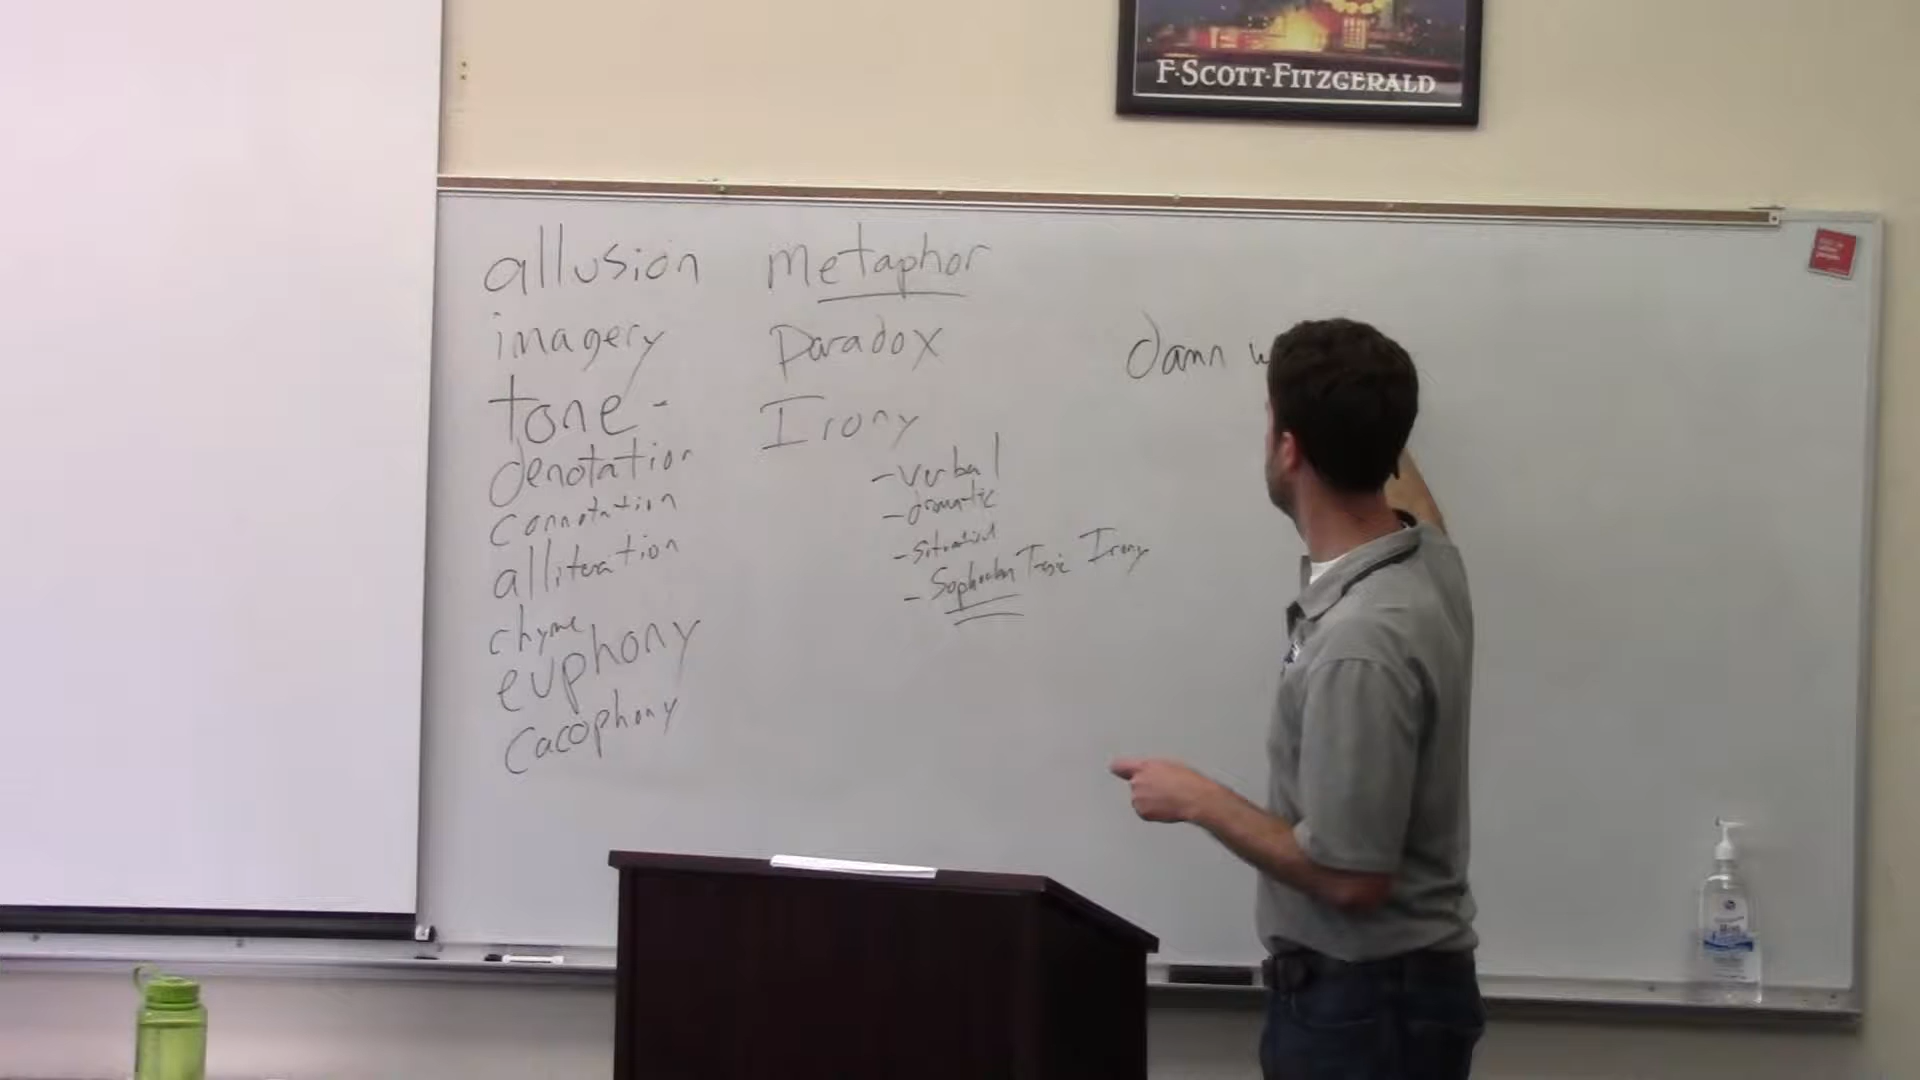 F·SCOTT·FITZGERALD
allusion
imagery
tone -
denotation
connotation
alliteration
rhyme
euphony
cacophony
metaphor
Paradox
Irony
- verbal
- dramatic
- situational
- Sophoclean Tragic Irony
damn